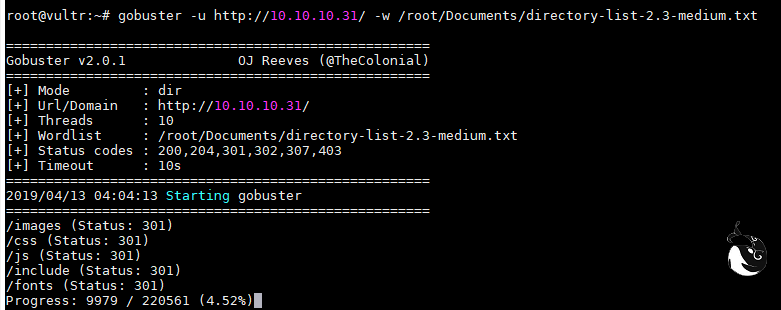 root@vultr:~# gobuster -u http://10.10.10.31/ -w /root/Documents/directory-list-2.3-medium.txt
=====================================================
Gobuster v2.0.1              OJ Reeves (@TheColonial)
=====================================================
[+] Mode         : dir
[+] Url/Domain   : http://10.10.10.31/
[+] Threads      : 10
[+] Wordlist     : /root/Documents/directory-list-2.3-medium.txt
[+] Status codes : 200,204,301,302,307,403
[+] Timeout      : 10s
=====================================================
2019/04/13 04:04:13 Starting gobuster
=====================================================
/images (Status: 301)
/css (Status: 301)
/js (Status: 301)
/include (Status: 301)
/fonts (Status: 301)
Progress: 9979 / 220561 (4.52%)